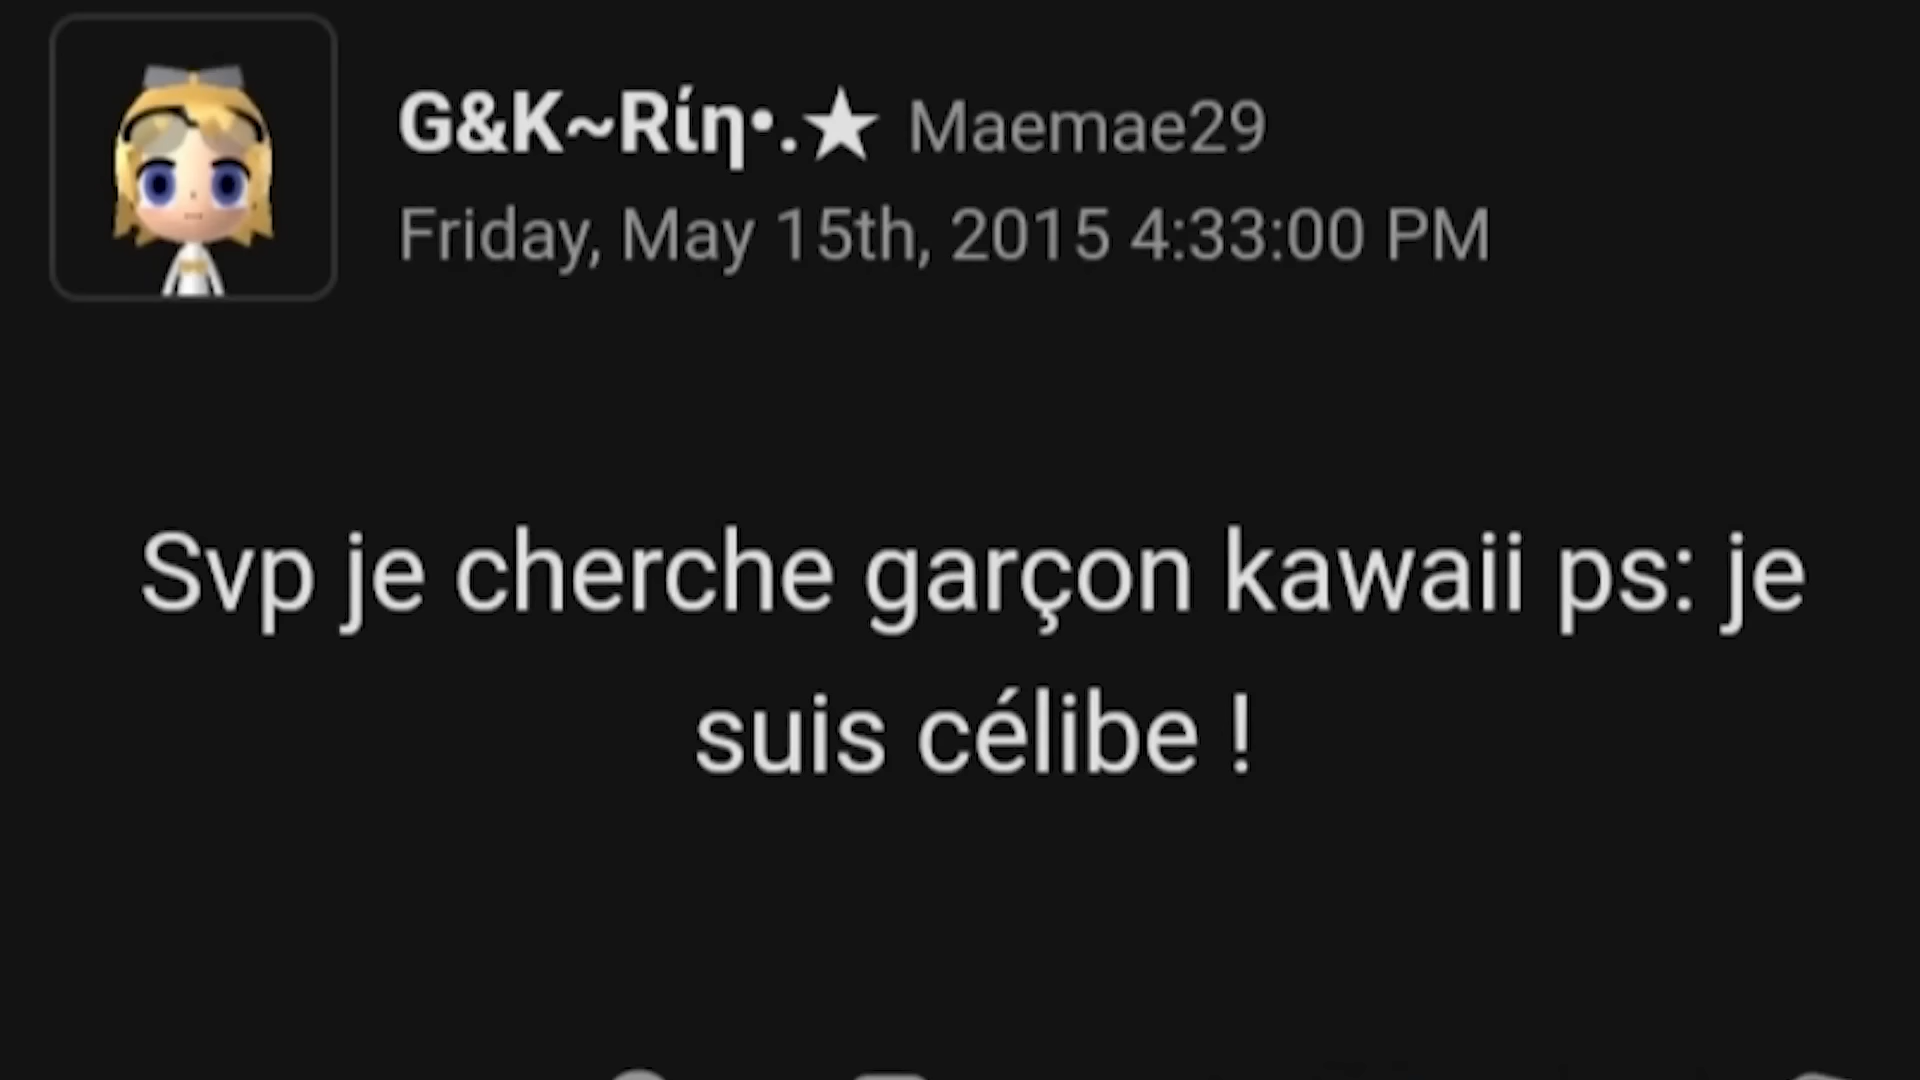 G&K~Rίη•.★ Maemae29
Friday, May 15th, 2015 4:33:00 PM
Svp je cherche garçon kawaii ps: je
suis célibe !